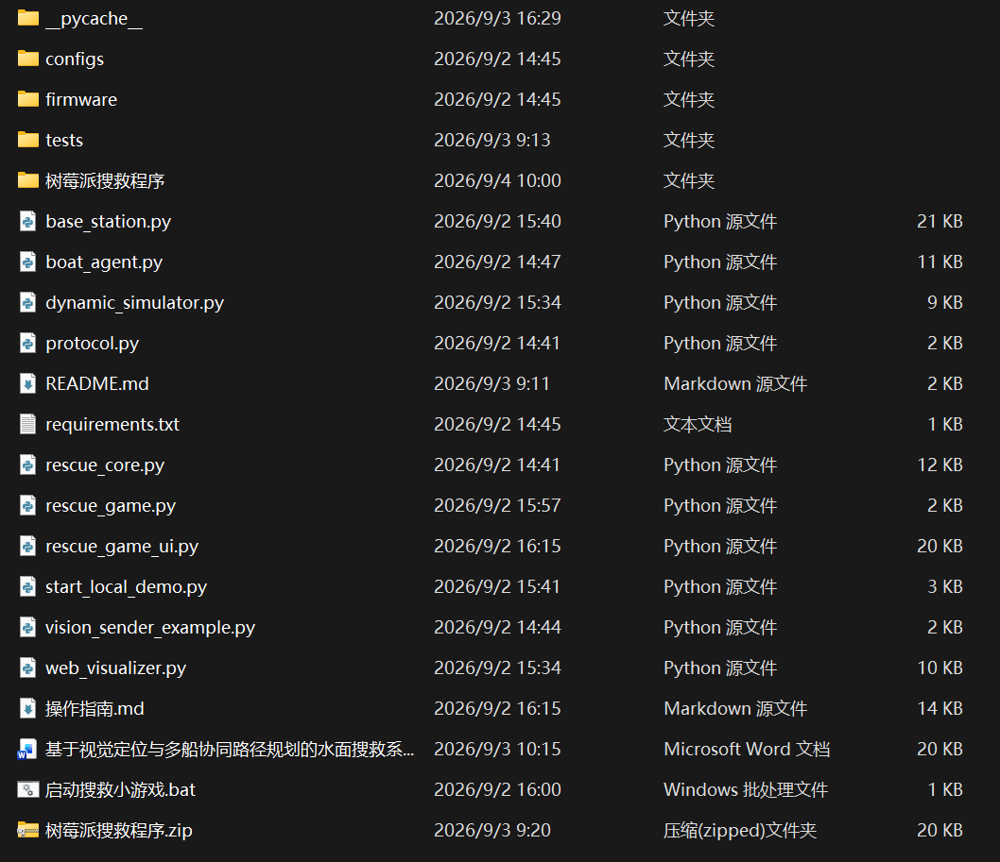 __pycache__ 2026/9/3 16:29 文件夹
configs 2026/9/2 14:45 文件夹
firmware 2026/9/2 14:45 文件夹
tests 2026/9/3 9:13 文件夹
树莓派搜救程序 2026/9/4 10:00 文件夹
base_station.py 2026/9/2 15:40 Python 源文件 21 KB
boat_agent.py 2026/9/2 14:47 Python 源文件 11 KB
dynamic_simulator.py 2026/9/2 15:34 Python 源文件 9 KB
protocol.py 2026/9/2 14:41 Python 源文件 2 KB
README.md 2026/9/3 9:11 Markdown 源文件 2 KB
requirements.txt 2026/9/2 14:45 文本文档 1 KB
rescue_core.py 2026/9/2 14:41 Python 源文件 12 KB
rescue_game.py 2026/9/2 15:57 Python 源文件 2 KB
rescue_game_ui.py 2026/9/2 16:15 Python 源文件 20 KB
start_local_demo.py 2026/9/2 15:41 Python 源文件 3 KB
vision_sender_example.py 2026/9/2 14:44 Python 源文件 2 KB
web_visualizer.py 2026/9/2 15:34 Python 源文件 10 KB
操作指南.md 2026/9/2 16:15 Markdown 源文件 14 KB
基于视觉定位与多船协同路径规划的水面搜救系... 2026/9/3 10:15 Microsoft Word 文档 20 KB
启动搜救小游戏.bat 2026/9/2 16:00 Windows 批处理文件 1 KB
树莓派搜救程序.zip 2026/9/3 9:20 压缩(zipped)文件夹 20 KB